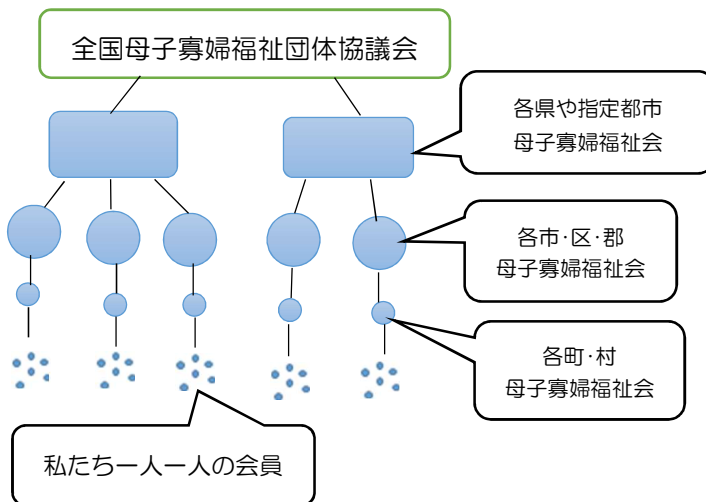 全国母子寡婦福祉団体協議会
各県や指定都市
母子寡婦福祉会
各市・区・郡
母子寡婦福祉会
各町・村
母子寡婦福祉会
私たち一人一人の会員